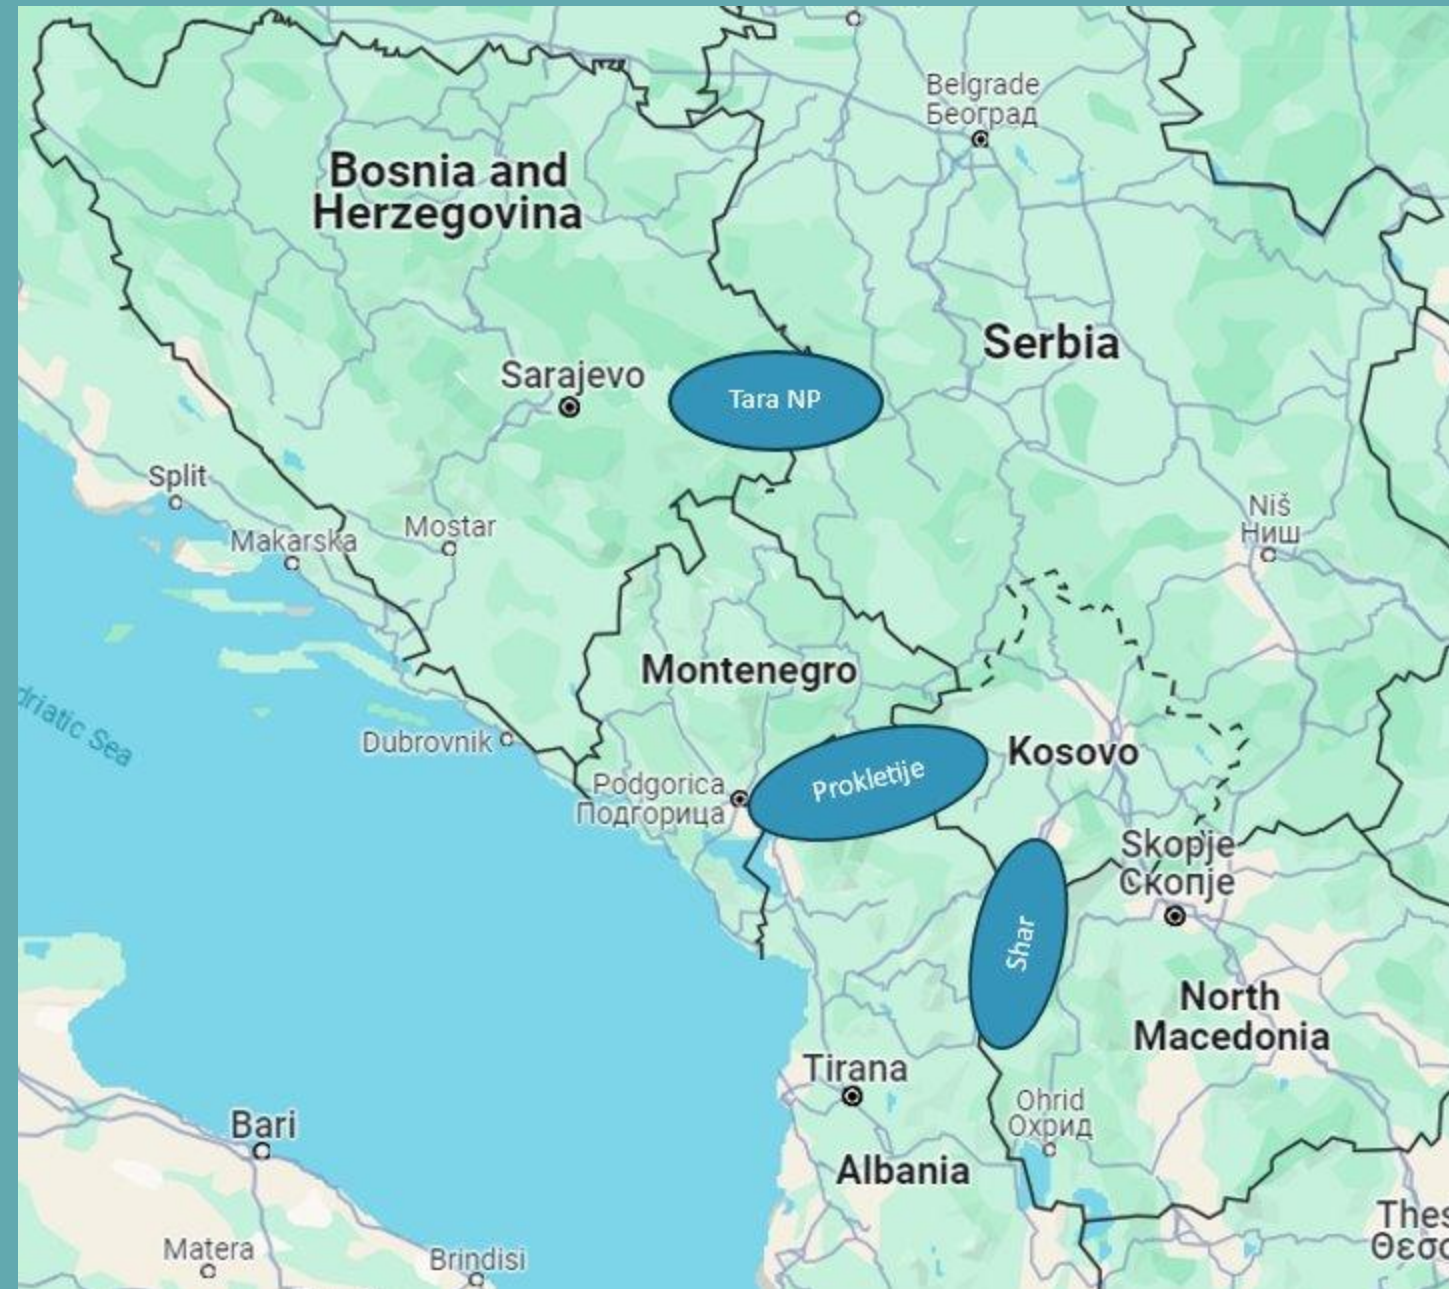 Belgrade
Београд
Bosnia and
Herzegovina
Serbia
Sarajevo
Tara NP
Split
Makarska
Mostar
Niš
Ниш
Montenegro
driatic Sea
Dubrovnik
Kosovo
Podgorica
Подгорица
Prokletije
Skopje
Скопје
Shar
North
Macedonia
Tirana
Ohrid
Охрид
Bari
Albania
Thes
Θεσσ
Matera
Brindisi